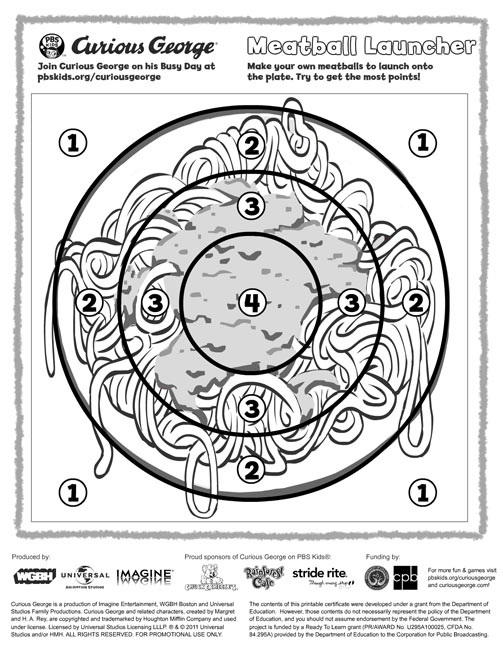 PBS KIDS
Curious George®
Meatball Launcher
Join Curious George on his Busy Day at
pbskids.org/curiousgeorge
Make your own meatballs to launch onto
the plate. Try to get the most points!
1
1
2
3
2
3
4
3
2
3
2
1
1
Produced by:
Proud sponsors of Curious George on PBS Kids®:
Funding by:
WGBH
UNIVERSAL
ANIMATION STUDIOS
IMAGINE
CHUCK E. CHEESE'S
Rainforest
Cafe
stride rite.
cpb
For more fun & games visit
pbskids.org/curiousgeorge
and curiousgeorge.com!
Curious George is a production of Imagine Entertainment, WGBH Boston and Universal
Studios Family Productions. Curious George and related characters, created by Margret
and H. A. Rey, are copyrighted and trademarked by Houghton Mifflin Company and used
under license. Licensed by Universal Studios Licensing LLLP. ® & © 2011 Universal
Studios and/or HMH. ALL RIGHTS RESERVED. FOR PROMOTIONAL USE ONLY.
The contents of this printable certificate were developed under a grant from the Department of
Education. However, those contents do not necessarily represent the policy of the Department of
Education, and you should not assume endorsement by the Federal Government. The
project is funded by a Ready To Learn grant (PR/AWARD No. U295A100025, CFDA No.
84.295A) provided by the Department of Education to the Corporation for Public Broadcasting.